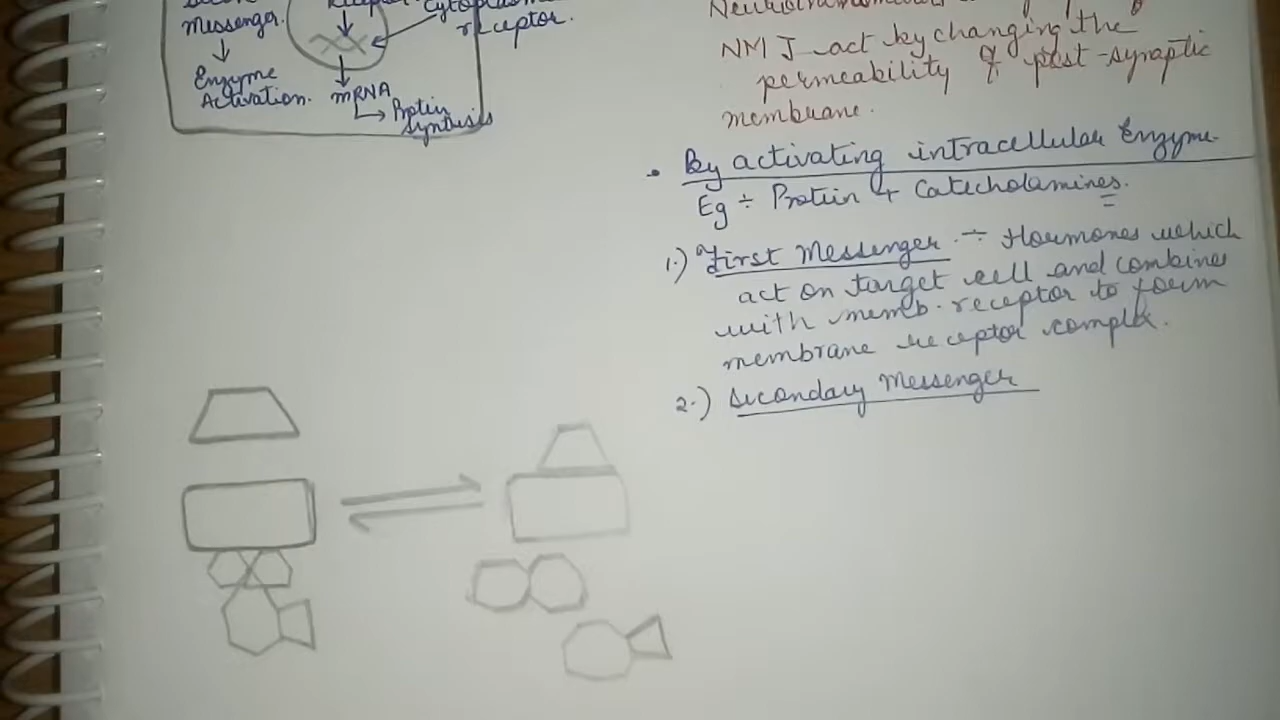 Messenger.
Receptor
Cytoplasmic
receptor.
Enzyme
Activation.
mRNA
Protein
Synthesis
NMJ act by changing the
permeability of post-synaptic
membrane.
• By activating intracellular Enzyme.
Eg ÷ Protein & Catecholamines.
1.) First Messenger ÷ Hormones which
act on target cell and combines
with memb. receptor to form
membrane receptor complex.
2.) Secondary Messenger